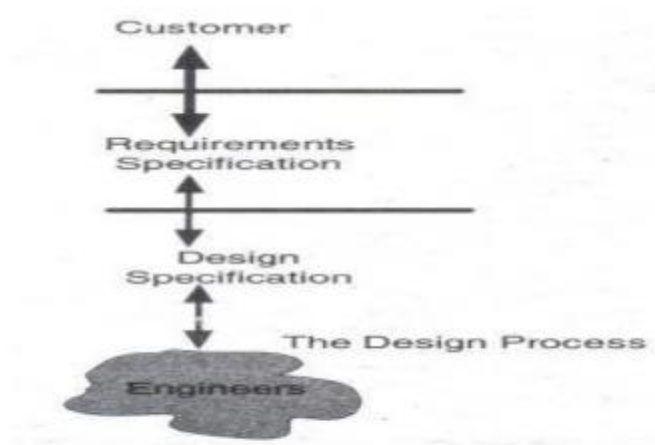 Customer
Requirements
Specification
Design
Specification
The Design Process
Engineers